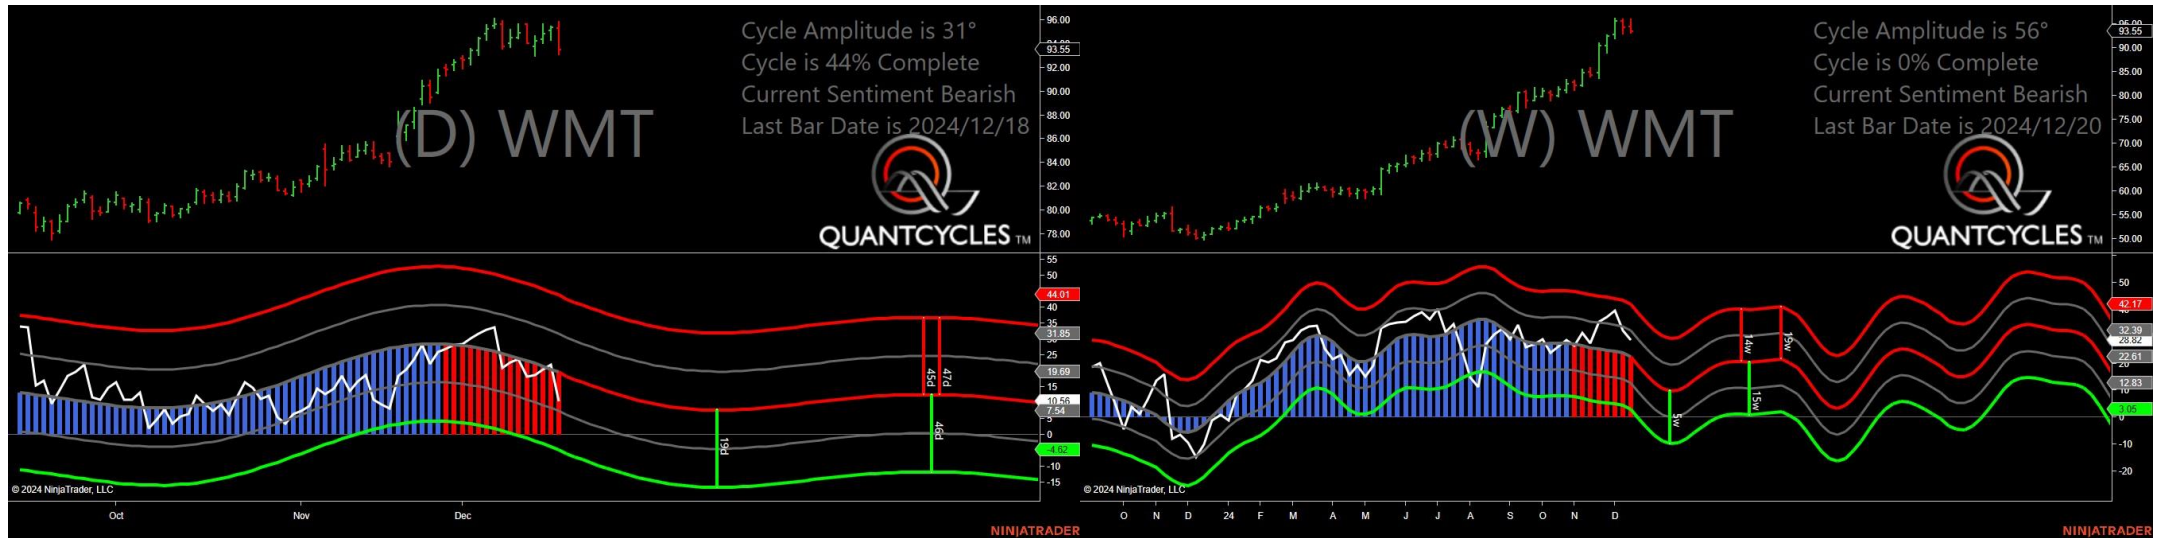 Cycle Amplitude is 31°
Cycle is 44% Complete
Current Sentiment Bearish
Last Bar Date is 2024/12/18
(D) WMT
QUANTCYCLES TM
96.00
93.55
92.00
90.00
88.00
86.00
84.00
82.00
80.00
78.00
55
50
44.01
40
35
31.85
25
19.69
15
10.56
7.54
5
0
-4.62
-10
-15
45d
47d
46d
19d
© 2024 NinjaTrader, LLC
Oct
Nov
Dec
NINJATRADER
Cycle Amplitude is 56°
Cycle is 0% Complete
Current Sentiment Bearish
Last Bar Date is 2024/12/20
(W) WMT
QUANTCYCLES TM
95.00
93.55
90.00
85.00
80.00
75.00
70.00
65.00
60.00
55.00
50.00
50
42.17
32.39
28.82
22.61
12.83
3.05
0
-10
-20
14w
19w
15w
5w
© 2024 NinjaTrader, LLC
O N D 24 F M A M J J A S O N D
NINJATRADER